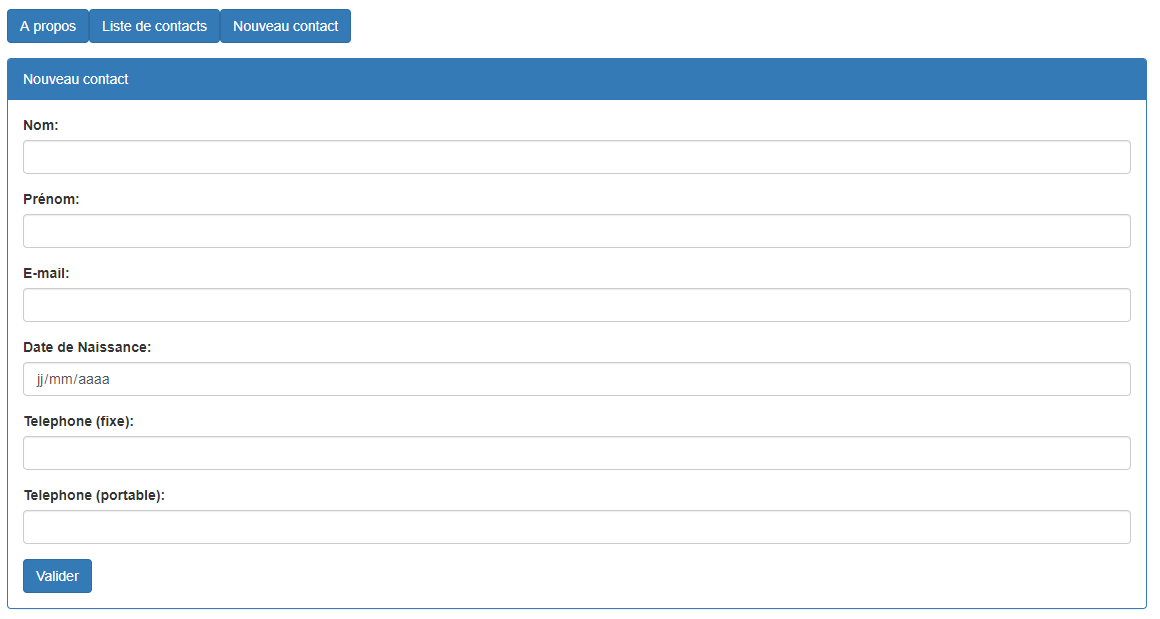 A propos Liste de contacts Nouveau contact
Nouveau contact
Nom:
Prénom:
E-mail:
Date de Naissance:
jj/mm/aaaa
Telephone (fixe):
Telephone (portable):
Valider